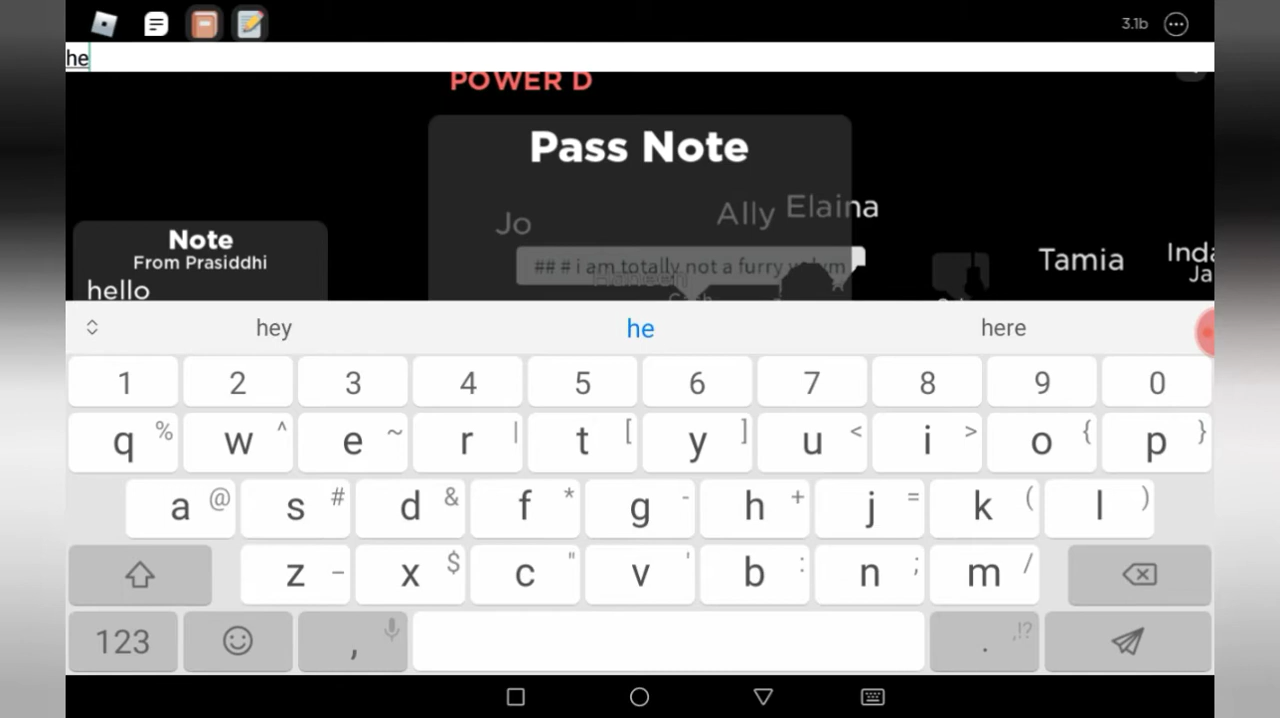 3.1b
he
POWER D
Pass Note
Jo
Ally
Elaina
Note
From Prasiddhi
hello
## # i am totally not a furry
Tamia
Inda
Ja
hey
he
here
1 2 3 4 5 6 7 8 9 0
q % w ^ e ~ r | t [ y ] u < i > o { p }
a @ s # d & f * g - h + j = k ( l )
z _ x $ c " v ' b : n ; m /
123 , . ,!?